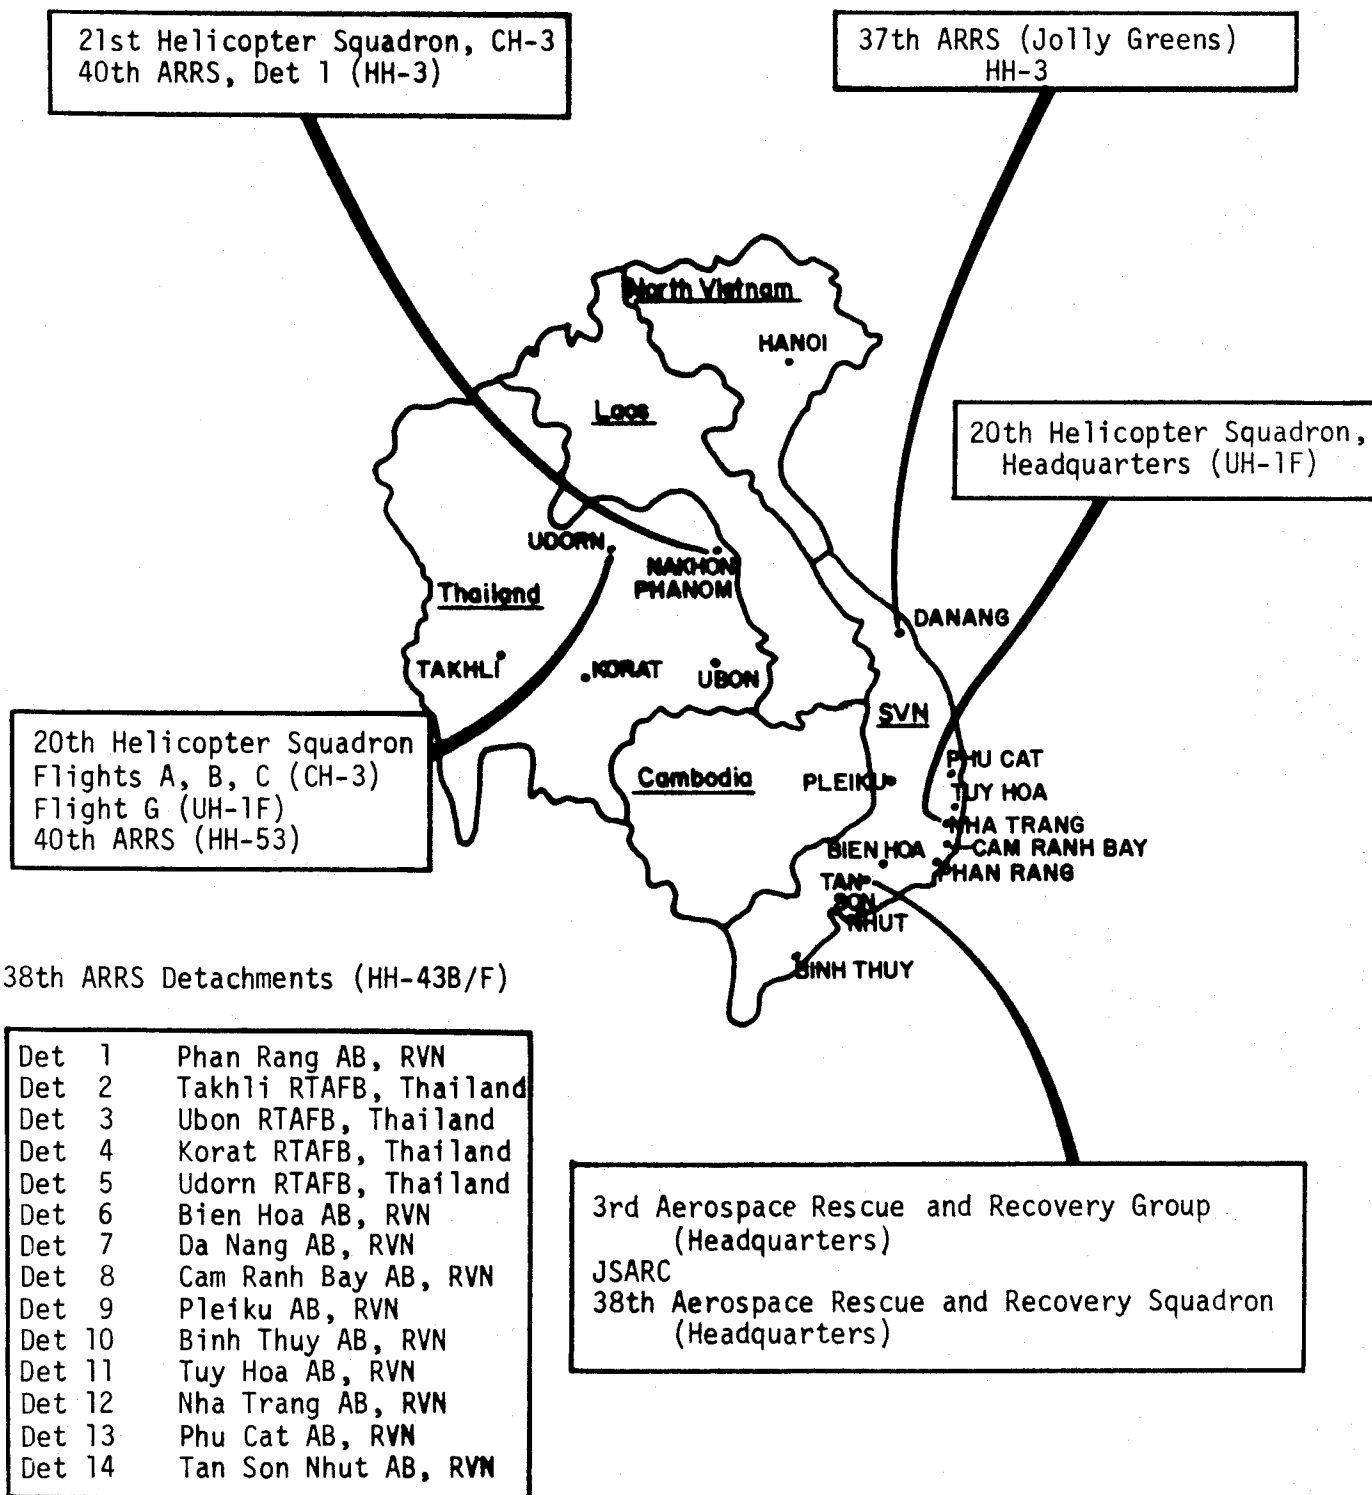 21st Helicopter Squadron, CH-3
40th ARRS, Det 1 (HH-3)
37th ARRS (Jolly Greens)
HH-3
North Vietnam
HANOI
Laos
20th Helicopter Squadron,
Headquarters (UH-1F)
UDORN
NAKHON
PHANOM
Thailand
DANANG
TAKHLI
KORAT
UBON
SVN
20th Helicopter Squadron
Flights A, B, C (CH-3)
Flight G (UH-1F)
40th ARRS (HH-53)
Cambodia
PLEIKU
PHU CAT
TUY HOA
NHA TRANG
CAM RANH BAY
PHAN RANG
BIEN HOA
TAN
SON
NHUT
BINH THUY
38th ARRS Detachments (HH-43B/F)
Det 1 Phan Rang AB, RVN
Det 2 Takhli RTAFB, Thailand
Det 3 Ubon RTAFB, Thailand
Det 4 Korat RTAFB, Thailand
Det 5 Udorn RTAFB, Thailand
Det 6 Bien Hoa AB, RVN
Det 7 Da Nang AB, RVN
Det 8 Cam Ranh Bay AB, RVN
Det 9 Pleiku AB, RVN
Det 10 Binh Thuy AB, RVN
Det 11 Tuy Hoa AB, RVN
Det 12 Nha Trang AB, RVN
Det 13 Phu Cat AB, RVN
Det 14 Tan Son Nhut AB, RVN
3rd Aerospace Rescue and Recovery Group
(Headquarters)
JSARC
38th Aerospace Rescue and Recovery Squadron
(Headquarters)